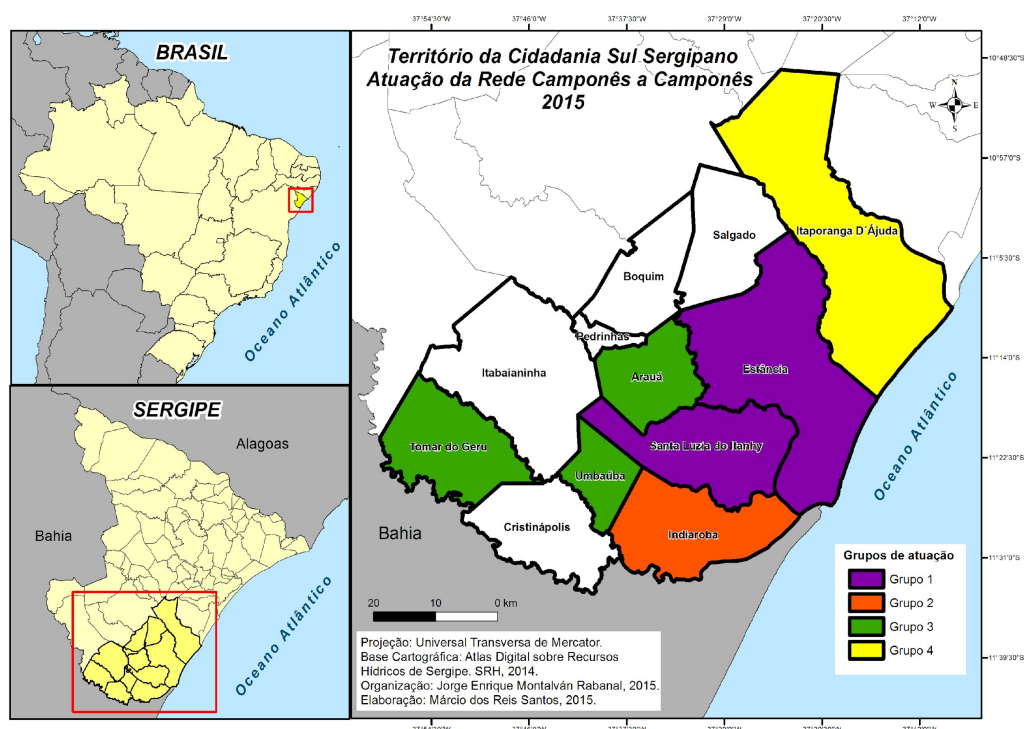 BRASIL
Oceano Atlântico
SERGIPE
Alagoas
Bahia
Oceano Atlântico
37°54'30"W
37°46'0"W
37°37'30"W
37°29'0"W
37°20'30"W
37°12'0"W
Território da Cidadania Sul Sergipano
Atuação da Rede Camponês a Camponês
2015
N
W
E
S
10°48'30"S
10°57'0"S
11°5'30"S
11°14'0"S
11°22'30"S
11°31'0"S
11°39'30"S
Itaporanga D´Ájuda
Salgado
Boquim
Pedrinhas
Itabaianinha
Arauá
Estância
Tomar do Geru
Santa Luzia do Itanhy
Umbaúba
Cristinápolis
Indiaroba
Bahia
Oceano Atlântico
Grupos de atuação
Grupo 1
Grupo 2
Grupo 3
Grupo 4
20 10 0 km
Projeção: Universal Transversa de Mercator.
Base Cartográfica: Atlas Digital sobre Recursos
Hídricos de Sergipe. SRH, 2014.
Organização: Jorge Enrique Montalván Rabanal, 2015.
Elaboração: Márcio dos Reis Santos, 2015.